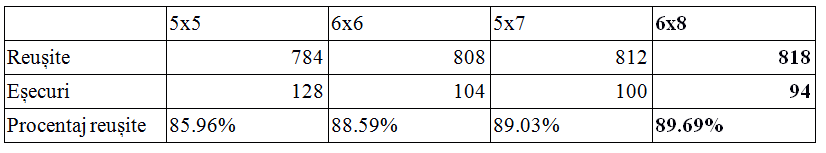 5x5 6x6 5x7 6x8
Reușite 784 808 812 818
Eșecuri 128 104 100 94
Procentaj reușite 85.96% 88.59% 89.03% 89.69%